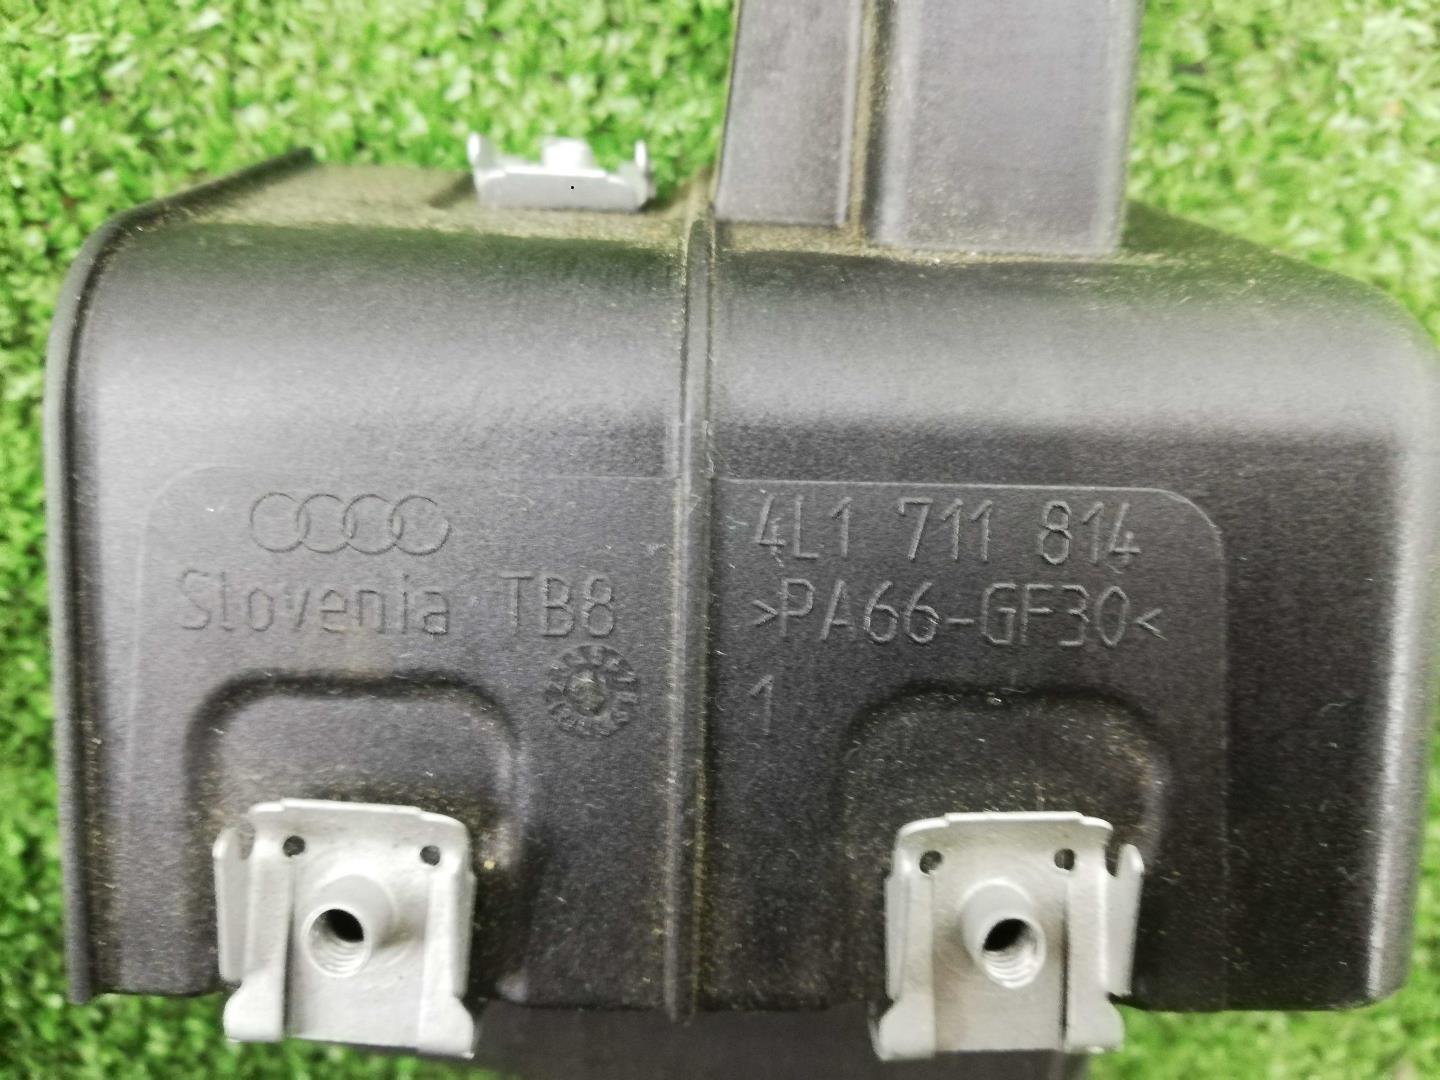 4L1 711 814
Slovenia TB8
>PA66-GF30<
1